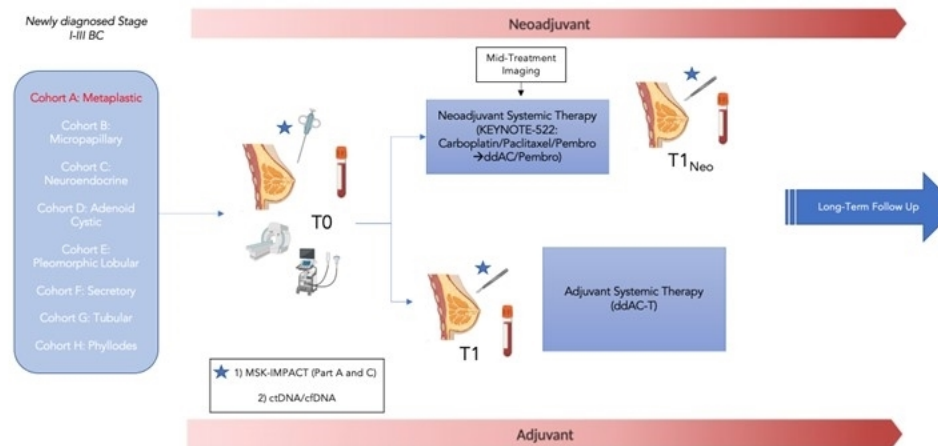 Newly diagnosed Stage
I-III BC
Neoadjuvant
Cohort A: Metaplastic
Cohort B:
Micropapillary
Cohort C:
Neuroendocrine
Cohort D: Adenoid
Cystic
Cohort E:
Pleomorphic Lobular
Cohort F: Secretory
Cohort G: Tubular
Cohort H: Phyllodes
T0
Mid-Treatment
Imaging
Neoadjuvant Systemic Therapy
(KEYNOTE-522:
Carboplatin/Paclitaxel/Pembro
→ddAC/Pembro)
T1Neo
Long-Term Follow Up
T1
Adjuvant Systemic Therapy
(ddAC-T)
1) MSK-IMPACT (Part A and C)
2) ctDNA/cfDNA
Adjuvant